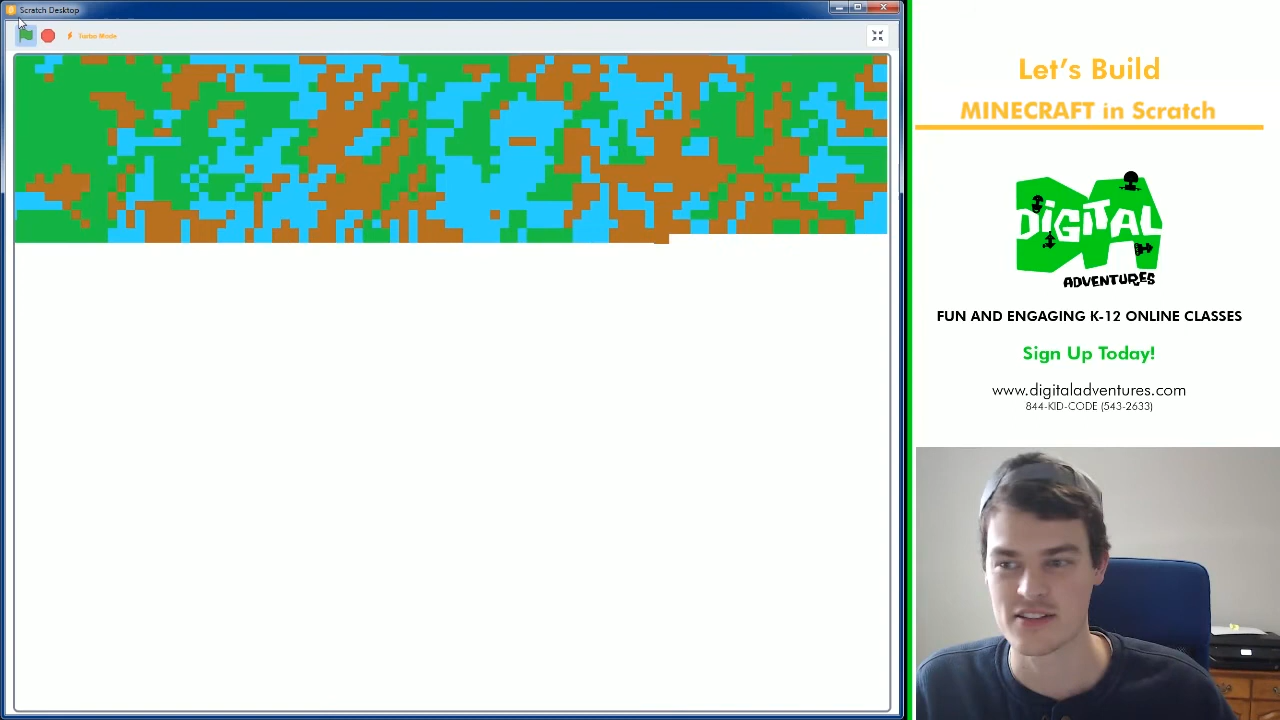 Scratch Desktop
Turbo Mode
Let's Build
MINECRAFT in Scratch
DIGITAL
ADVENTURES
FUN AND ENGAGING K-12 ONLINE CLASSES
Sign Up Today!
www.digitaladventures.com
844-KID-CODE (543-2633)